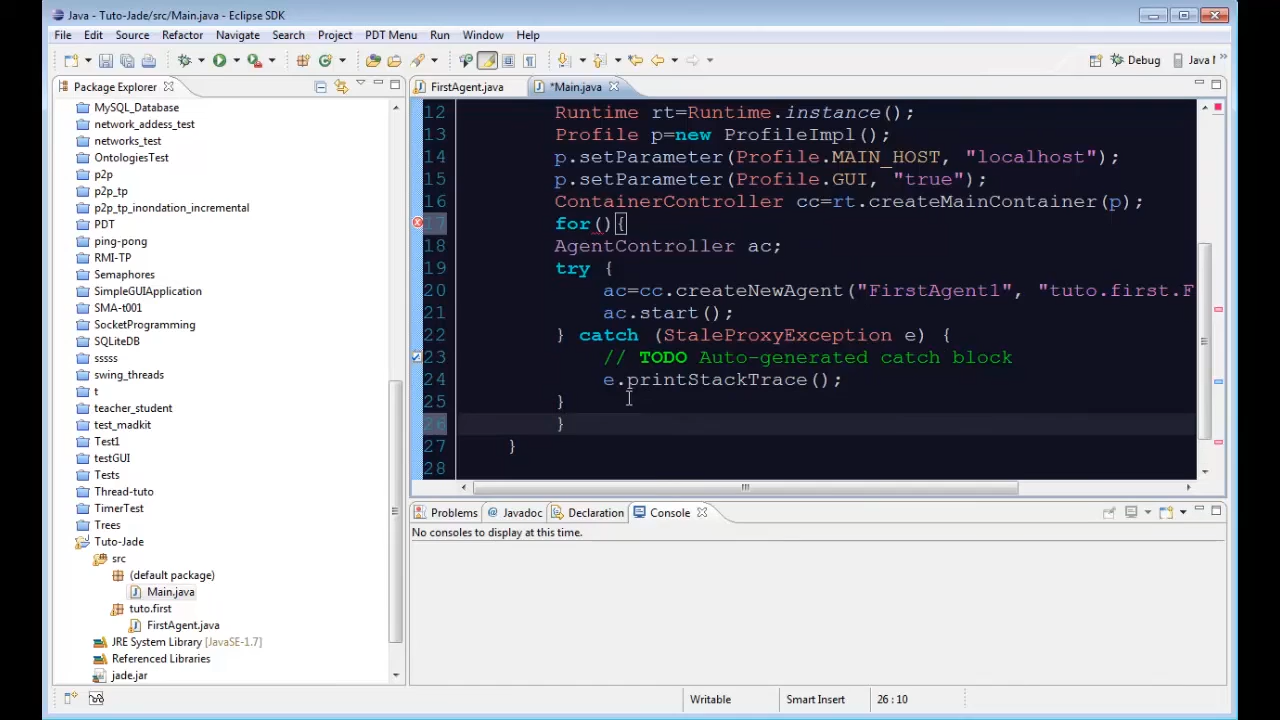 Java - Tuto-Jade/src/Main.java - Eclipse SDK
File Edit Source Refactor Navigate Search Project PDT Menu Run Window Help
Debug Java
Package Explorer
MySQL_Database
network_addess_test
networks_test
OntologiesTest
p2p
p2p_tp
p2p_tp_inondation_incremental
PDT
ping-pong
RMI-TP
Semaphores
SimpleGUIApplication
SMA-t001
SocketProgramming
SQLiteDB
sssss
swing_threads
t
teacher_student
test_madkit
Test1
testGUI
Tests
Thread-tuto
TimerTest
Trees
Tuto-Jade
src
(default package)
Main.java
tuto.first
FirstAgent.java
JRE System Library [JavaSE-1.7]
Referenced Libraries
jade.jar
FirstAgent.java *Main.java
12 Runtime rt=Runtime.instance();
13 Profile p=new ProfileImpl();
14 p.setParameter(Profile.MAIN_HOST, "localhost");
15 p.setParameter(Profile.GUI, "true");
16 ContainerController cc=rt.createMainContainer(p);
17 for(){
18 AgentController ac;
19 try {
20 ac=cc.createNewAgent("FirstAgent1", "tuto.first.F
21 ac.start();
22 } catch (StaleProxyException e) {
23 // TODO Auto-generated catch block
24 e.printStackTrace();
25 }
26 }
27 }
28
Problems @ Javadoc Declaration Console
No consoles to display at this time.
Writable Smart Insert 26 : 10